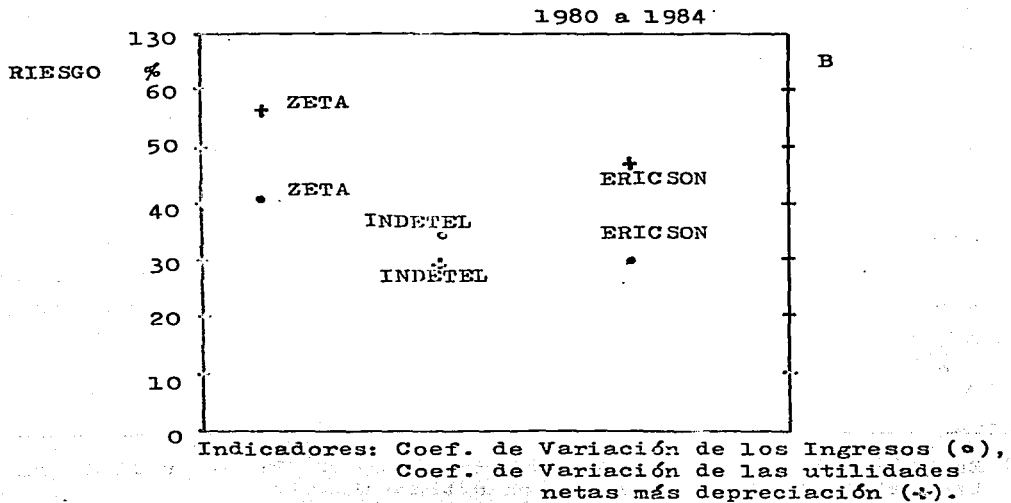 1980 a 1984
130
RIESGO %
B
60
ZETA
50
ERICSON
ZETA
40
INDETEL
ERICSON
30
INDETEL
20
10
0
Indicadores: Coef. de Variación de los Ingresos (o),
Coef. de Variación de las utilidades
netas más depreciación (+).